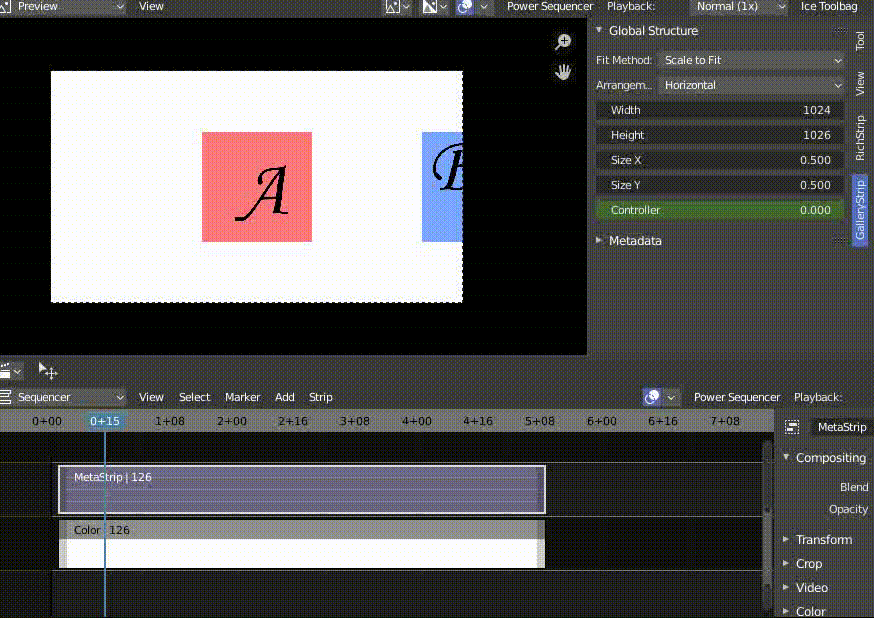 Preview View Power Sequencer Playback: Normal (1x) Ice Toolbag
Global Structure
Fit Method: Scale to Fit
Arrangem... Horizontal
Width 1024
Height 1026
Size X 0.500
Size Y 0.500
Controller 0.000
Metadata
Tool
View
RichStrip
GalleryStrip
A
B
Sequencer View Select Marker Add Strip Power Sequencer Playback:
0+00 0+15 1+08 2+00 2+16 3+08 4+00 4+16 5+08 6+00 6+16 7+08
MetaStrip
MetaStrip | 126
Color | 126
Compositing
Blend
Opacity
Transform
Crop
Video
Color